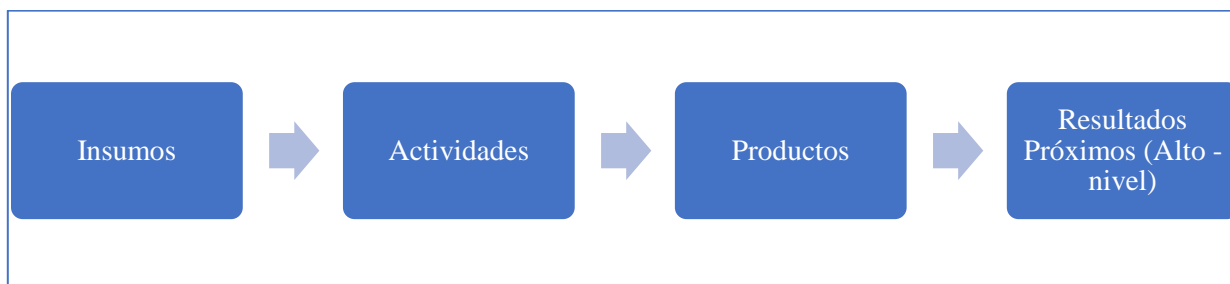 Insumos
Actividades
Productos
Resultados
Próximos (Alto -
nivel)